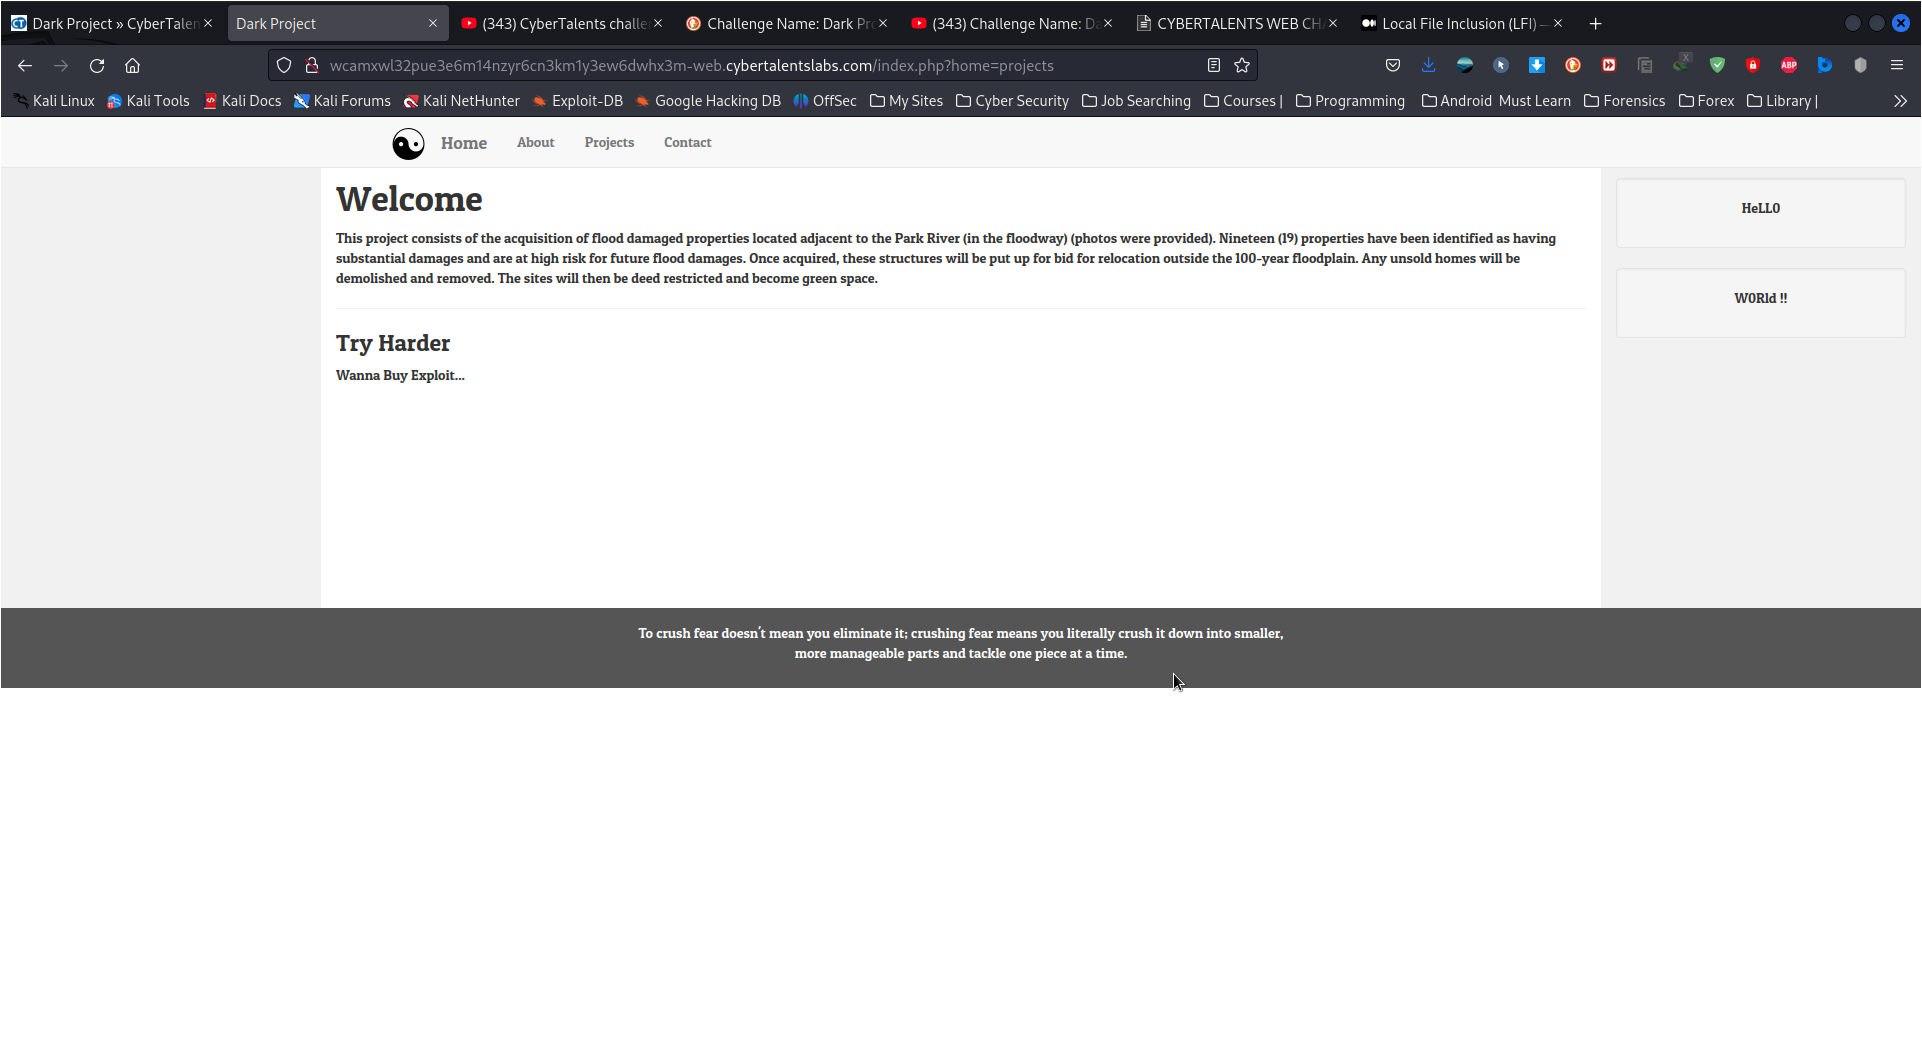 Dark Project » CyberTalen
Dark Project
(343) CyberTalents challe
Challenge Name: Dark Pr
(343) Challenge Name: Da
CYBERTALENTS WEB CH
Local File Inclusion (LFI) —
wcamxwl32pue3e6m14nzyr6cn3km1y3ew6dwhx3m-web.cybertalentslabs.com/index.php?home=projects
Kali Linux
Kali Tools
Kali Docs
Kali Forums
Kali NetHunter
Exploit-DB
Google Hacking DB
OffSec
My Sites
Cyber Security
Job Searching
Courses |
Programming
Android Must Learn
Forensics
Forex
Library |
Home
About
Projects
Contact
Welcome
This project consists of the acquisition of flood damaged properties located adjacent to the Park River (in the floodway) (photos were provided). Nineteen (19) properties have been identified as having
substantial damages and are at high risk for future flood damages. Once acquired, these structures will be put up for bid for relocation outside the 100-year floodplain. Any unsold homes will be
demolished and removed. The sites will then be deed restricted and become green space.
Try Harder
Wanna Buy Exploit...
HeLL0
W0Rld !!
To crush fear doesn't mean you eliminate it; crushing fear means you literally crush it down into smaller,
more manageable parts and tackle one piece at a time.